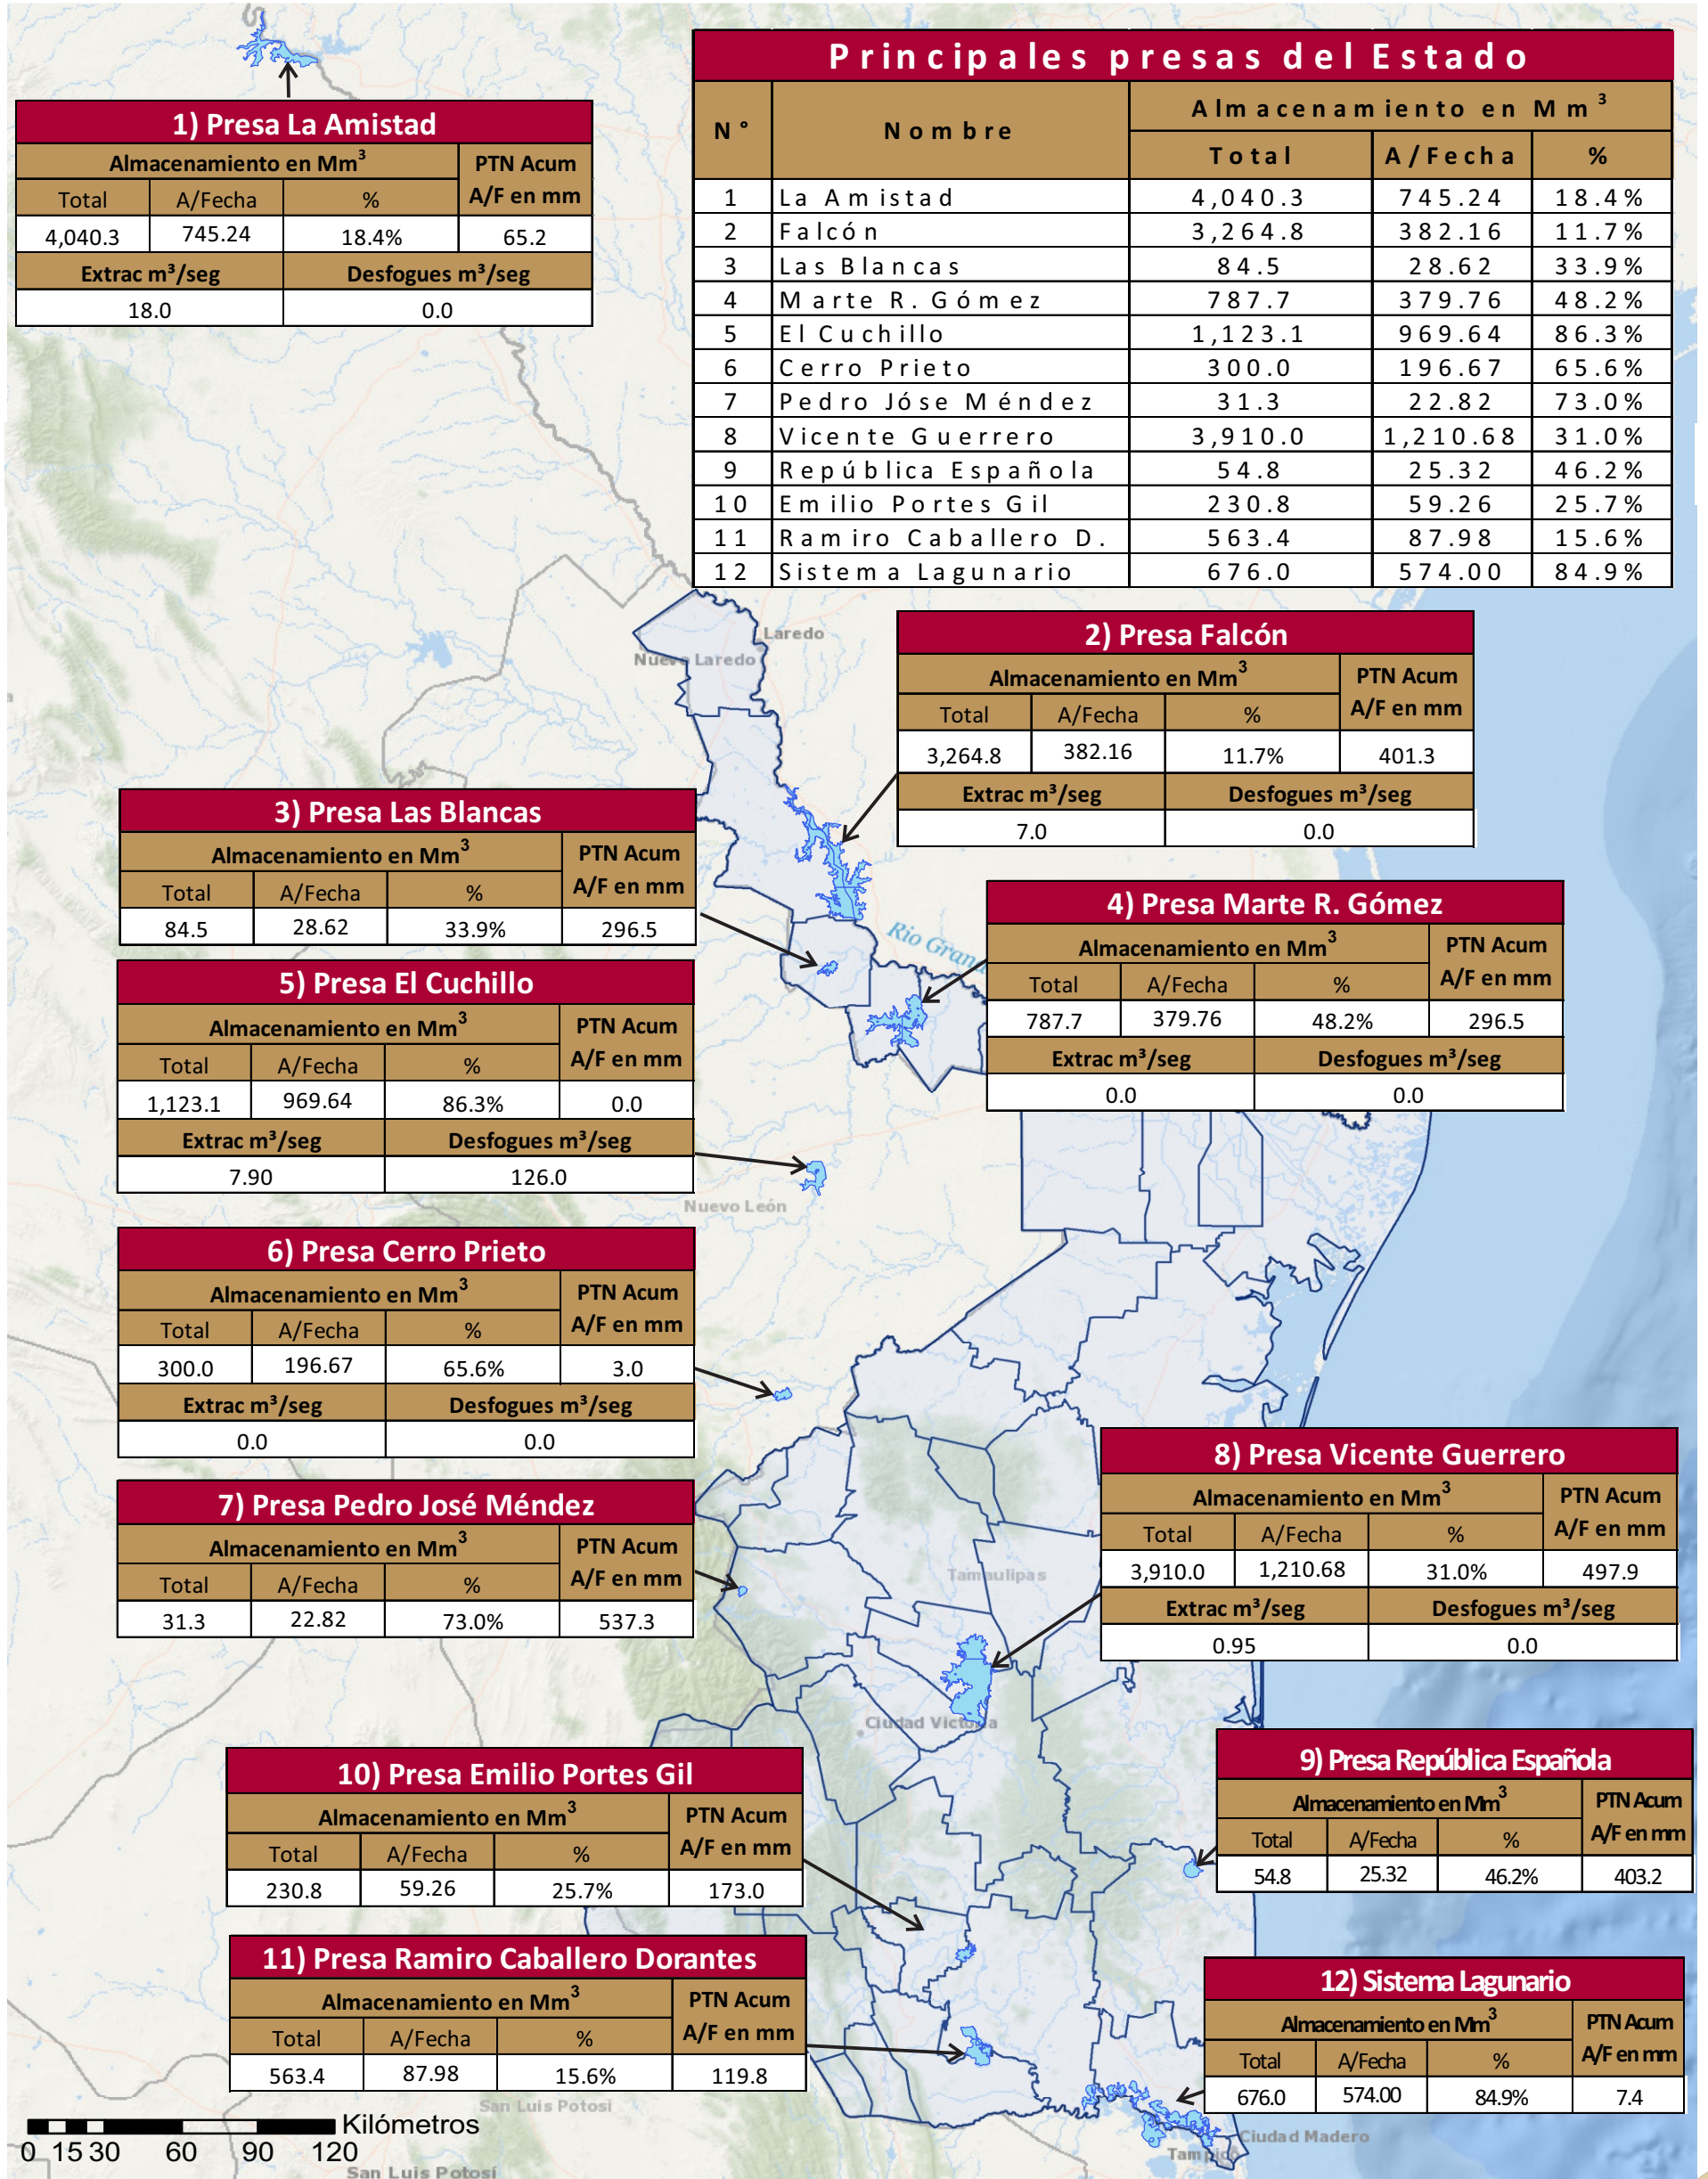 Principales presas del Estado
N° Nombre Almacenamiento en Mm³
Total A/Fecha %
1 La Amistad 4,040.3 745.24 18.4%
2 Falcón 3,264.8 382.16 11.7%
3 Las Blancas 84.5 28.62 33.9%
4 Marte R. Gómez 787.7 379.76 48.2%
5 El Cuchillo 1,123.1 969.64 86.3%
6 Cerro Prieto 300.0 196.67 65.6%
7 Pedro Jóse Méndez 31.3 22.82 73.0%
8 Vicente Guerrero 3,910.0 1,210.68 31.0%
9 República Española 54.8 25.32 46.2%
10 Emilio Portes Gil 230.8 59.26 25.7%
11 Ramiro Caballero D. 563.4 87.98 15.6%
12 Sistema Lagunario 676.0 574.00 84.9%
1) Presa La Amistad
Almacenamiento en Mm³ PTN Acum
Total A/Fecha % A/F en mm
4,040.3 745.24 18.4% 65.2
Extrac m³/seg Desfogues m³/seg
18.0 0.0
Laredo
Nuevo Laredo
2) Presa Falcón
Almacenamiento en Mm³ PTN Acum
Total A/Fecha % A/F en mm
3,264.8 382.16 11.7% 401.3
Extrac m³/seg Desfogues m³/seg
7.0 0.0
3) Presa Las Blancas
Almacenamiento en Mm³ PTN Acum
Total A/Fecha % A/F en mm
84.5 28.62 33.9% 296.5
Rio Gran
4) Presa Marte R. Gómez
Almacenamiento en Mm³ PTN Acum
Total A/Fecha % A/F en mm
787.7 379.76 48.2% 296.5
Extrac m³/seg Desfogues m³/seg
0.0 0.0
5) Presa El Cuchillo
Almacenamiento en Mm³ PTN Acum
Total A/Fecha % A/F en mm
1,123.1 969.64 86.3% 0.0
Extrac m³/seg Desfogues m³/seg
7.90 126.0
Nuevo León
6) Presa Cerro Prieto
Almacenamiento en Mm³ PTN Acum
Total A/Fecha % A/F en mm
300.0 196.67 65.6% 3.0
Extrac m³/seg Desfogues m³/seg
0.0 0.0
7) Presa Pedro José Méndez
Almacenamiento en Mm³ PTN Acum
Total A/Fecha % A/F en mm
31.3 22.82 73.0% 537.3
8) Presa Vicente Guerrero
Almacenamiento en Mm³ PTN Acum
Total A/Fecha % A/F en mm
3,910.0 1,210.68 31.0% 497.9
Extrac m³/seg Desfogues m³/seg
0.95 0.0
Tamaulipas
Ciudad Victoria
9) Presa República Española
Almacenamiento en Mm³ PTN Acum
Total A/Fecha % A/F en mm
54.8 25.32 46.2% 403.2
10) Presa Emilio Portes Gil
Almacenamiento en Mm³ PTN Acum
Total A/Fecha % A/F en mm
230.8 59.26 25.7% 173.0
11) Presa Ramiro Caballero Dorantes
Almacenamiento en Mm³ PTN Acum
Total A/Fecha % A/F en mm
563.4 87.98 15.6% 119.8
12) Sistema Lagunario
Almacenamiento en Mm³ PTN Acum
Total A/Fecha % A/F en mm
676.0 574.00 84.9% 7.4
San Luis Potosí
Ciudad Madero
Tampico
Kilómetros
0 15 30 60 90 120
San Luis Potosí